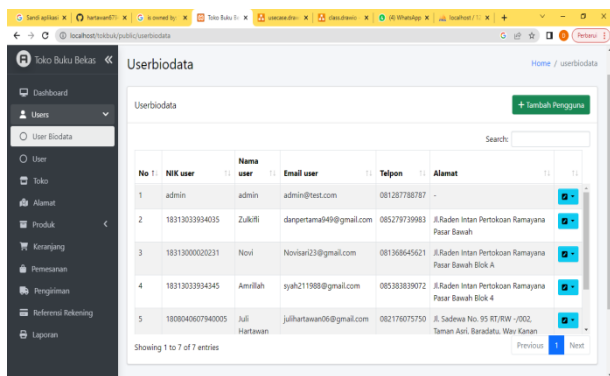 Sandi aplikasi
hartawan671
is owned by
Toko Buku Be
usecase.draw
class.drawio
(4) WhatsApp
localhost / 12
localhost/tokbuk/public/userbiodata
Perbarui
Toko Buku Bekas
Userbiodata
Home / userbiodata
Dashboard
Users
User Biodata
User
Toko
Alamat
Produk
Keranjang
Pemesanan
Pengiriman
Referensi Rekening
Laporan
Userbiodata
+ Tambah Pengguna
Search:
No NIK user Nama user Email user Telpon Alamat
1 admin admin admin@test.com 081287788787 -
2 18313033934035 Zulkifli danpertama949@gmail.com 085279739983 Jl.Raden Intan Pertokoan Ramayana
Pasar Bawah
3 18313000020231 Novi Novisari23@gmail.com 081368645621 Jl.Raden Intan Pertokoan Ramayana
Pasar Bawah Blok A
4 18313033934345 Amrillah syah211988@gmail.com 085383839072 Jl.Raden Intan Pertokoan Ramayana
Pasar Bawah Blok 4
5 1808040607940005 Juli Hartawan julihartawan06@gmail.com 082176075750 Jl. Sadewa No. 95 RT/RW -/002,
Taman Asri, Baradatu, Way Kanan
Showing 1 to 7 of 7 entries
Previous 1 Next